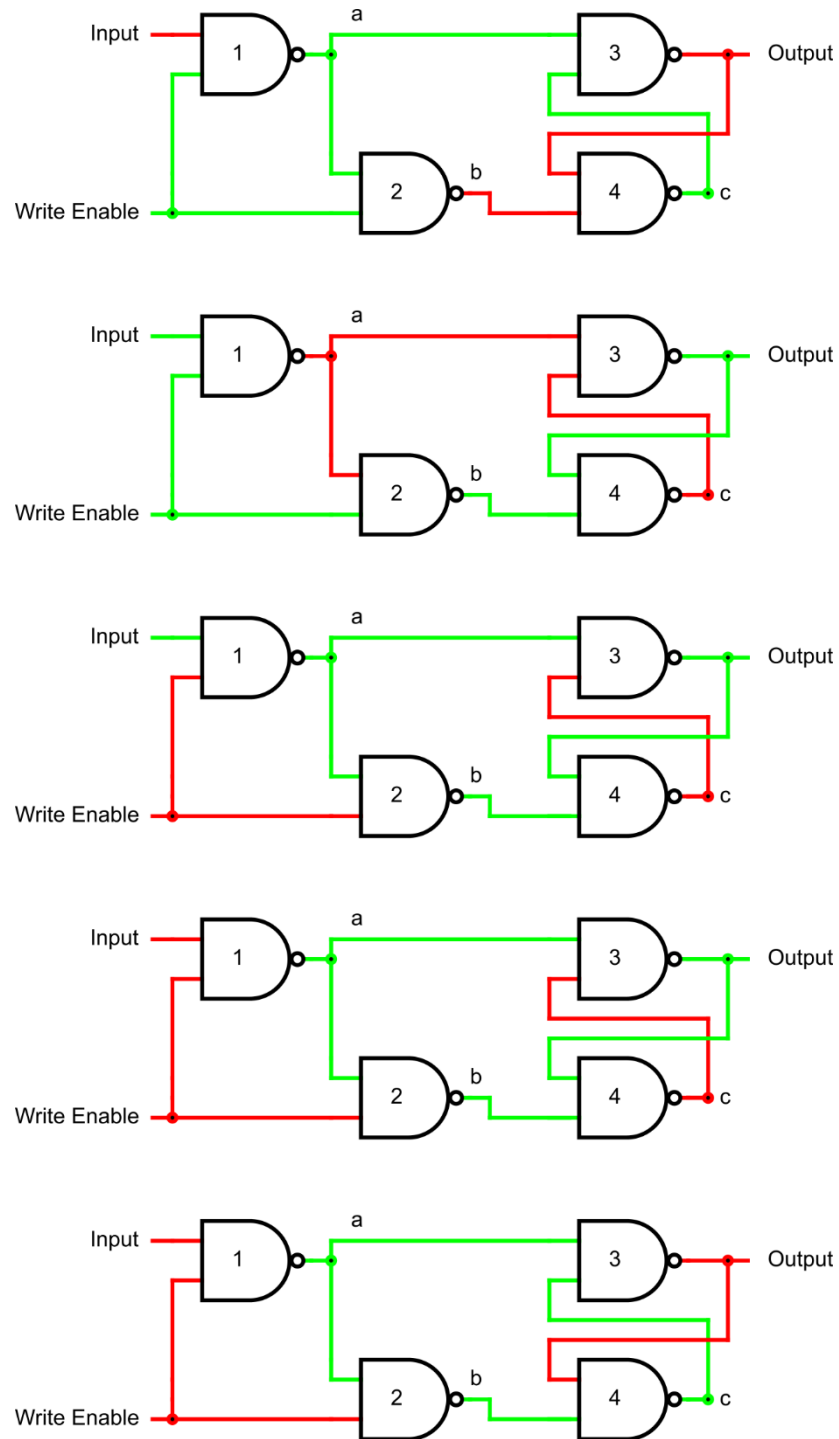 a
Input 1 3 Output
b
2 4 c
Write Enable
a
Input 1 3 Output
b
2 4 c
Write Enable
a
Input 1 3 Output
b
2 4 c
Write Enable
a
Input 1 3 Output
b
2 4 c
Write Enable
a
Input 1 3 Output
b
2 4 c
Write Enable